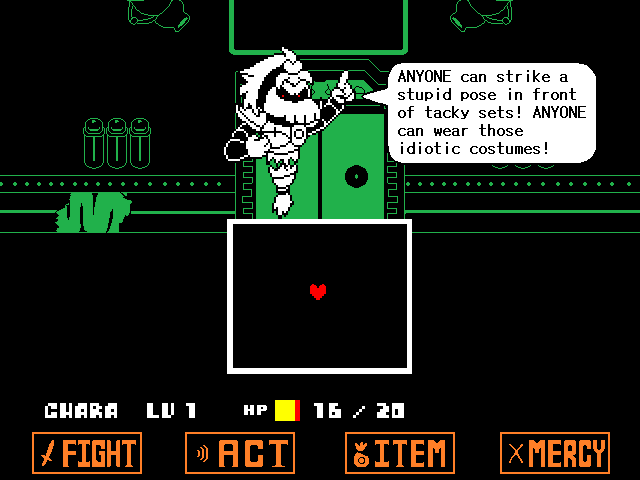 ANYONE can strike a
stupid pose in front
of tacky sets! ANYONE
can wear those
idiotic costumes!
CHARA LV 1 HP 16 / 20
FIGHT ACT ITEM MERCY